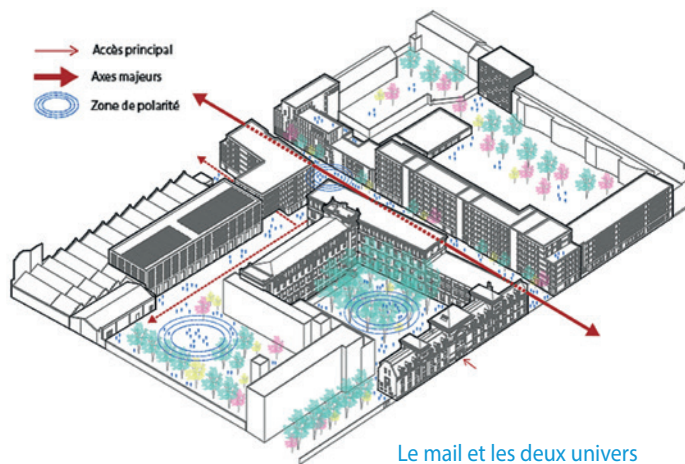 Accès principal
Axes majeurs
Zone de polarité
Le mail et les deux univers